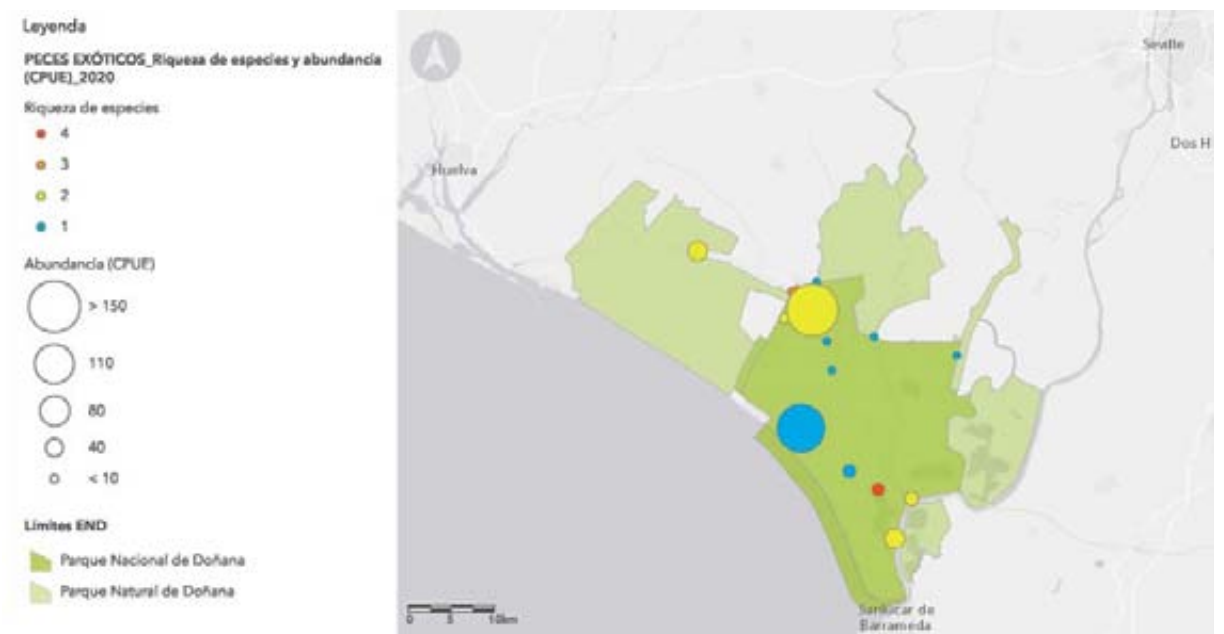 Leyenda
PECES EXÓTICOS_Riqueza de especies y abundancia
(CPUE)_2020
Riqueza de especies
4
3
2
1
Abundancia (CPUE)
> 150
110
80
40
< 10
Límites END
Parque Nacional de Doñana
Parque Natural de Doñana
Seville
Dos H
Huelva
Sanlúcar de
Barrameda
0 5 10km